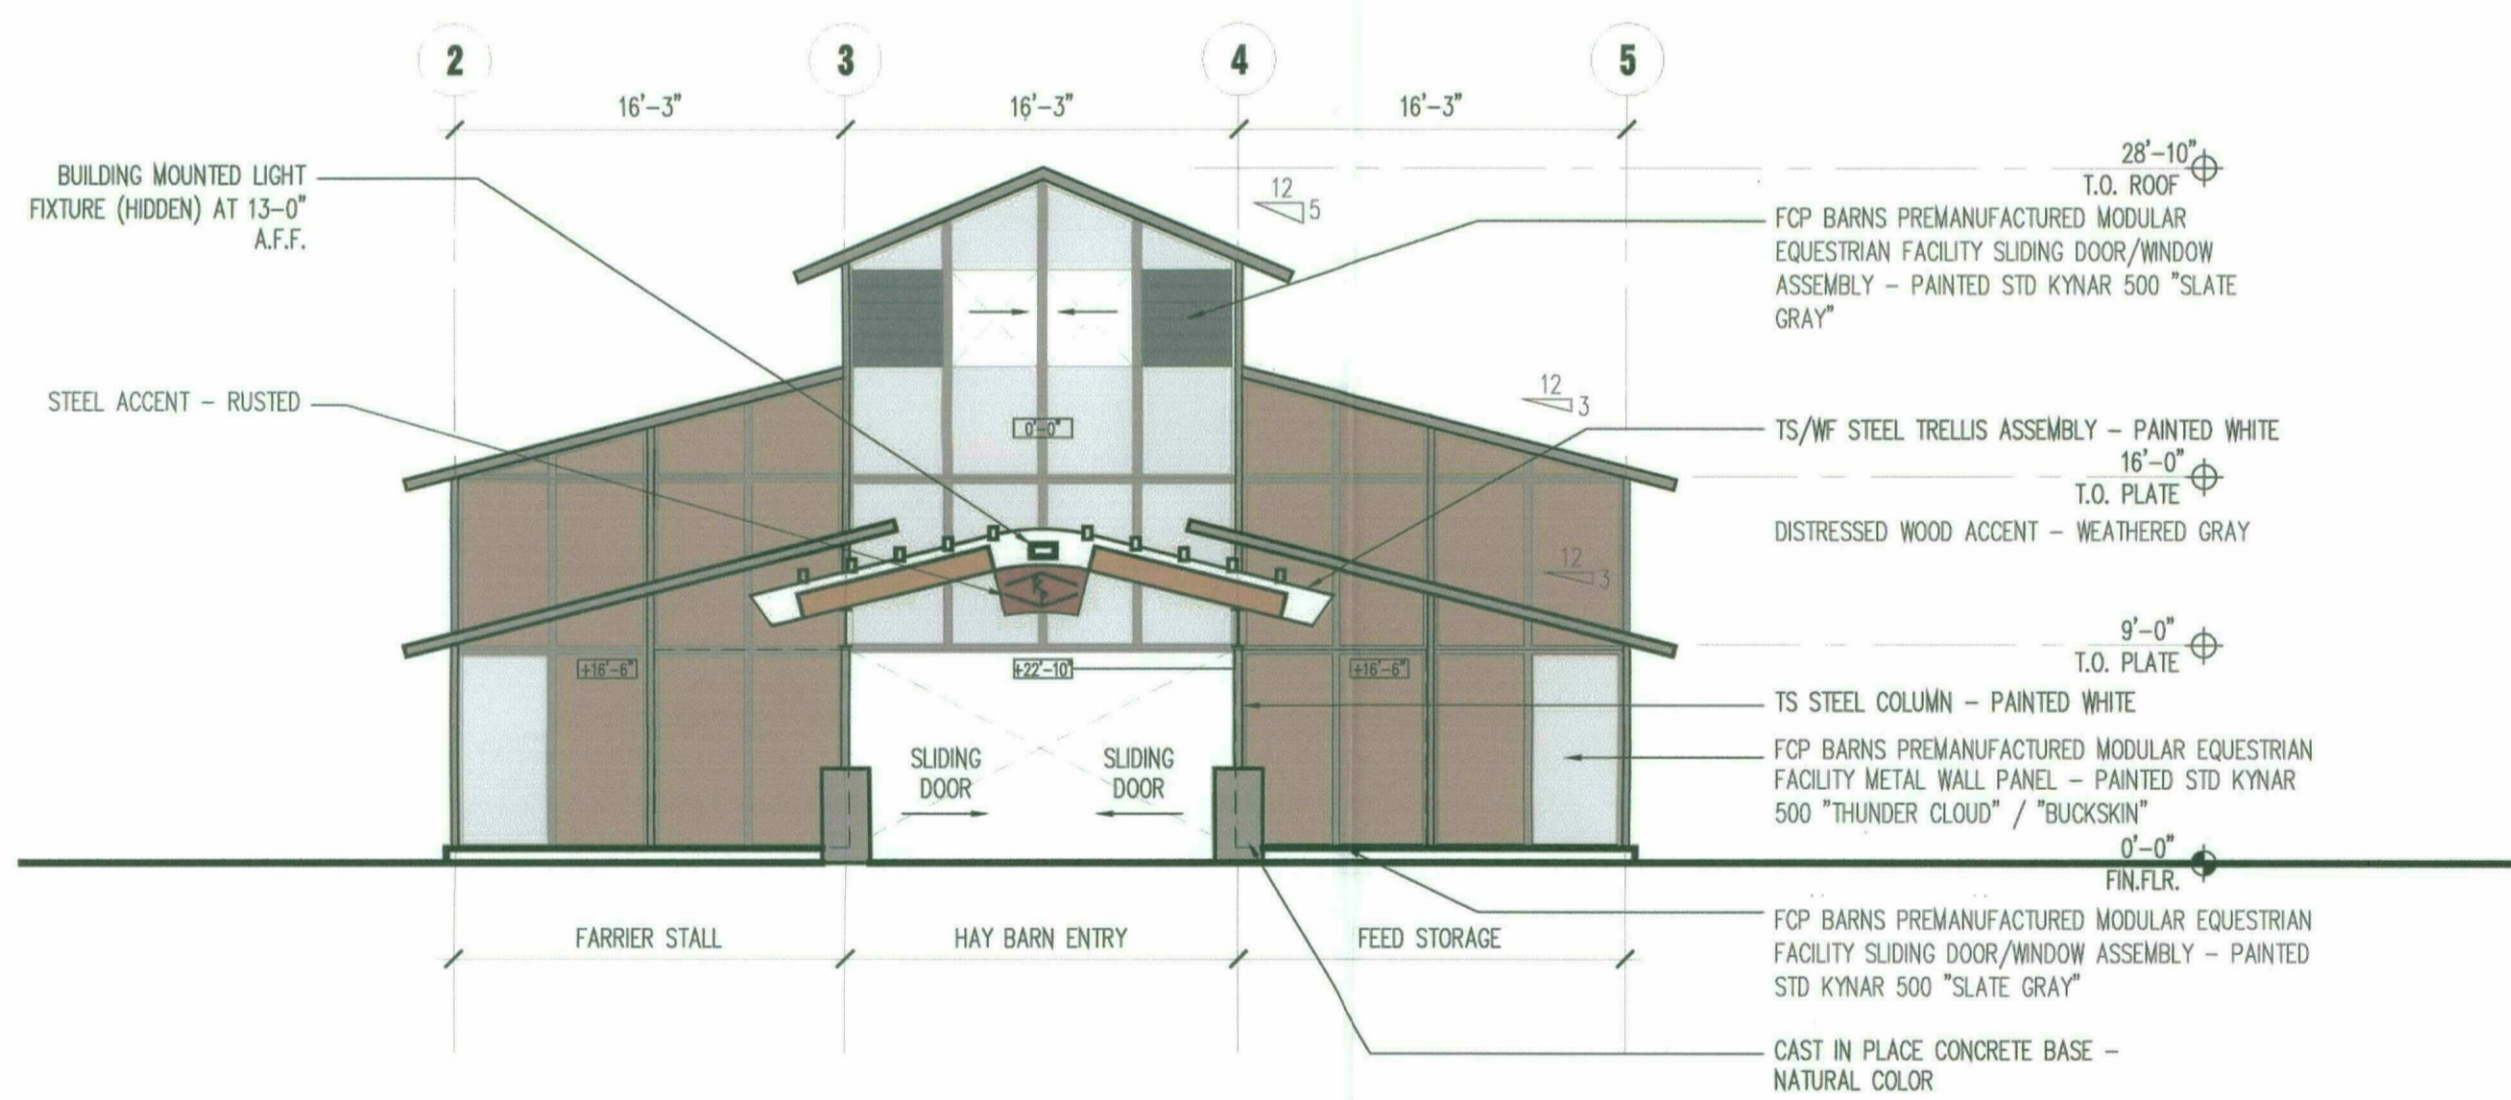 2
3
4
5
16'-3"
16'-3"
16'-3"
BUILDING MOUNTED LIGHT
FIXTURE (HIDDEN) AT 13-0"
A.F.F.
STEEL ACCENT - RUSTED
12
5
12
3
12
3
28'-10"
T.O. ROOF
FCP BARNS PREMANUFACTURED MODULAR
EQUESTRIAN FACILITY SLIDING DOOR/WINDOW
ASSEMBLY - PAINTED STD KYNAR 500 "SLATE
GRAY"
TS/WF STEEL TRELLIS ASSEMBLY - PAINTED WHITE
16'-0"
T.O. PLATE
DISTRESSED WOOD ACCENT - WEATHERED GRAY
9'-0"
T.O. PLATE
TS STEEL COLUMN - PAINTED WHITE
FCP BARNS PREMANUFACTURED MODULAR EQUESTRIAN
FACILITY METAL WALL PANEL - PAINTED STD KYNAR
500 "THUNDER CLOUD" / "BUCKSKIN"
0'-0"
FIN.FLR.
FCP BARNS PREMANUFACTURED MODULAR EQUESTRIAN
FACILITY SLIDING DOOR/WINDOW ASSEMBLY - PAINTED
STD KYNAR 500 "SLATE GRAY"
CAST IN PLACE CONCRETE BASE -
NATURAL COLOR
0'-0"
+16'-6"
+22'-10"
+16'-6"
SLIDING
DOOR
SLIDING
DOOR
FARRIER STALL
HAY BARN ENTRY
FEED STORAGE